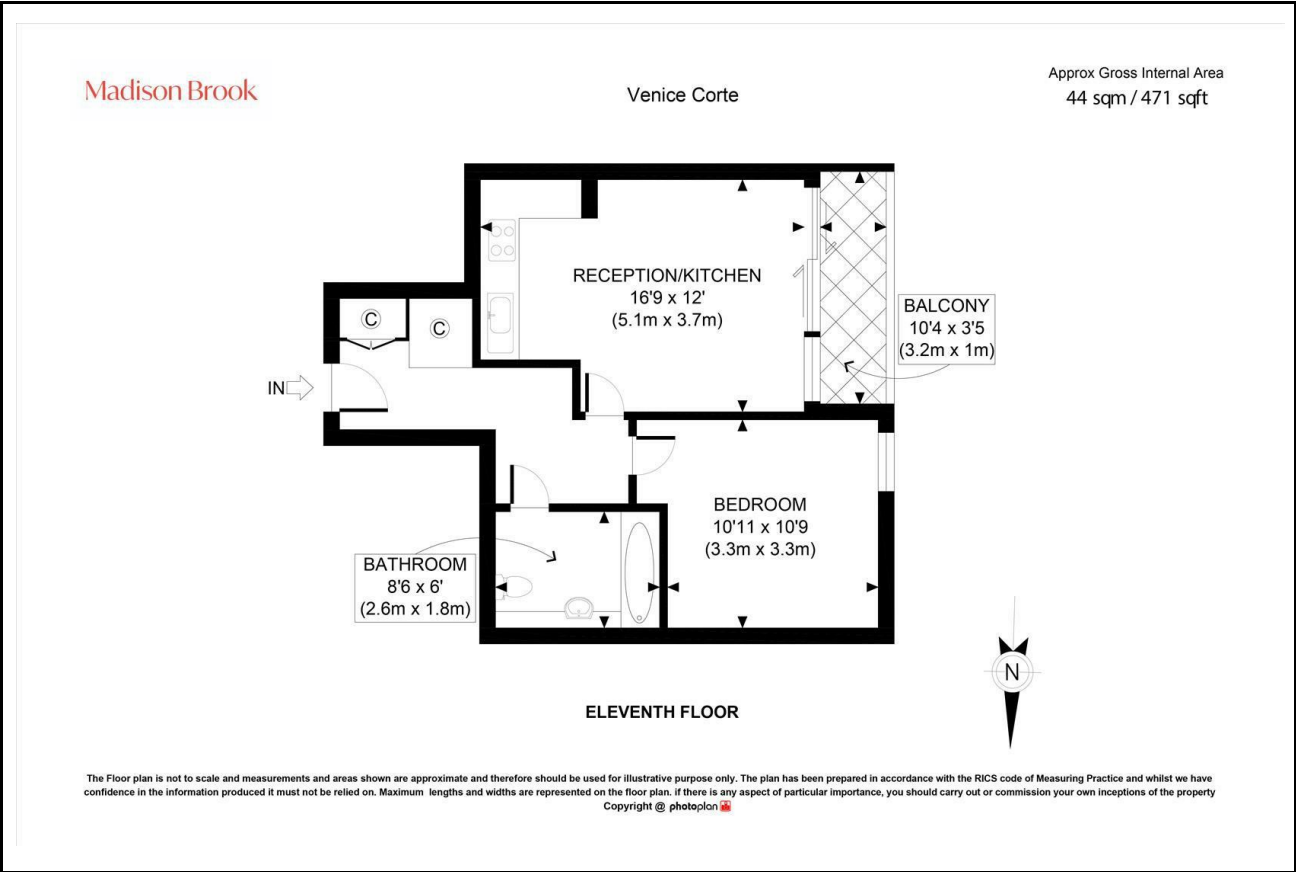 Madison Brook
Venice Corte
Approx Gross Internal Area
44 sqm / 471 sqft
RECEPTION/KITCHEN
16'9 x 12'
(5.1m x 3.7m)
BALCONY
10'4 x 3'5
(3.2m x 1m)
C
C
IN
BEDROOM
10'11 x 10'9
(3.3m x 3.3m)
BATHROOM
8'6 x 6'
(2.6m x 1.8m)
N
ELEVENTH FLOOR
The Floor plan is not to scale and measurements and areas shown are approximate and therefore should be used for illustrative purpose only. The plan has been prepared in accordance with the RICS code of Measuring Practice and whilst we have
confidence in the information produced it must not be relied on. Maximum lengths and widths are represented on the floor plan. if there is any aspect of particular importance, you should carry out or commission your own inceptions of the property
Copyright @ photoplan